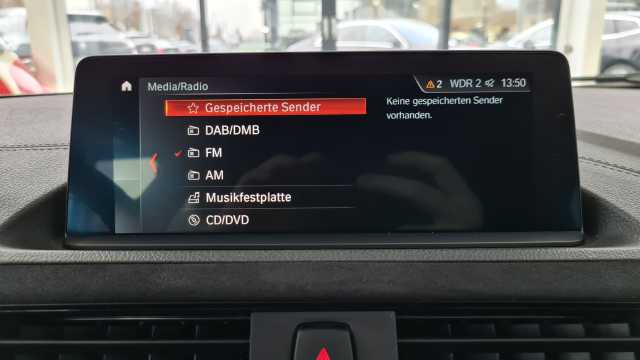 Media/Radio
2 WDR 2 13:50
Gespeicherte Sender
Keine gespeicherten Sender
vorhanden.
DAB/DMB
FM
AM
Musikfestplatte
CD/DVD